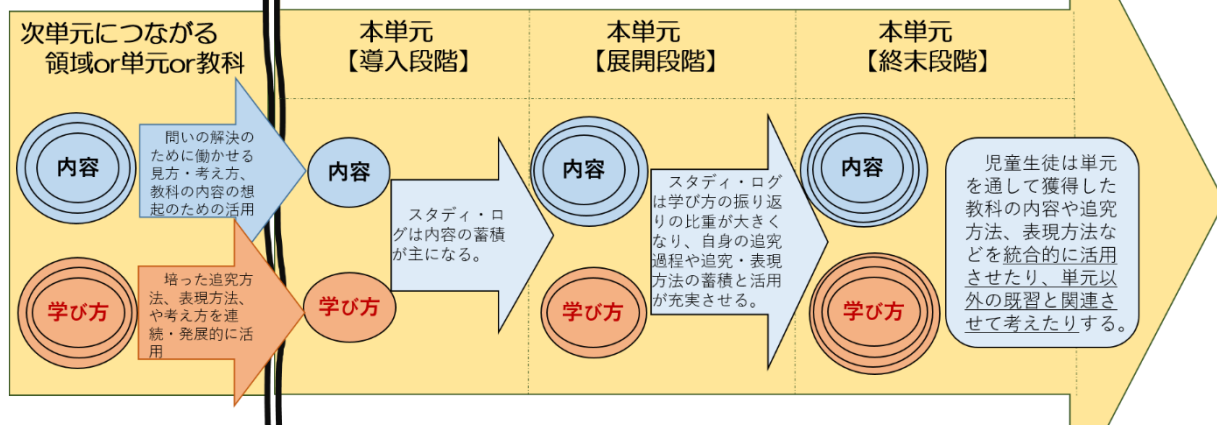 次単元につながる
領域or単元or教科
内容
問いの解決の
ために働かせる
見方・考え方、
教科の内容の想
起のための活用
学び方
培った追究方
法、表現方法、
や考え方を連
続・発展的に活
用
本単元
【導入段階】
内容
学び方
スタディ・ロ
グは内容の蓄積
が主になる。
本単元
【展開段階】
内容
学び方
スタディ・ログ
は学び方の振り返
りの比重が大きく
なり、自身の追究
過程や追究・表現
方法の蓄積と活用
が充実させる。
本単元
【終末段階】
内容
学び方
児童生徒は単元
を通して獲得した
教科の内容や追究
方法、表現方法な
どを統合的に活用
させたり、単元以
外の既習と関連さ
せて考えたりする。